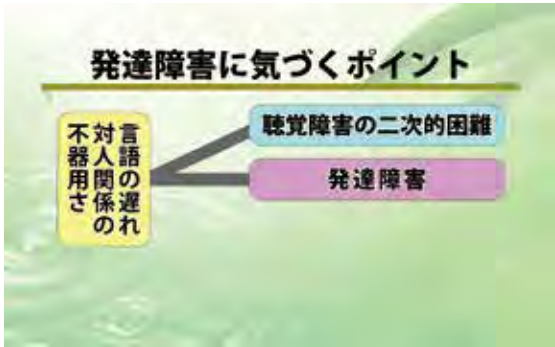 発達障害に気づくポイント
言語の遅れ
対人関係の
不器用さ
聴覚障害の二次的困難
発達障害